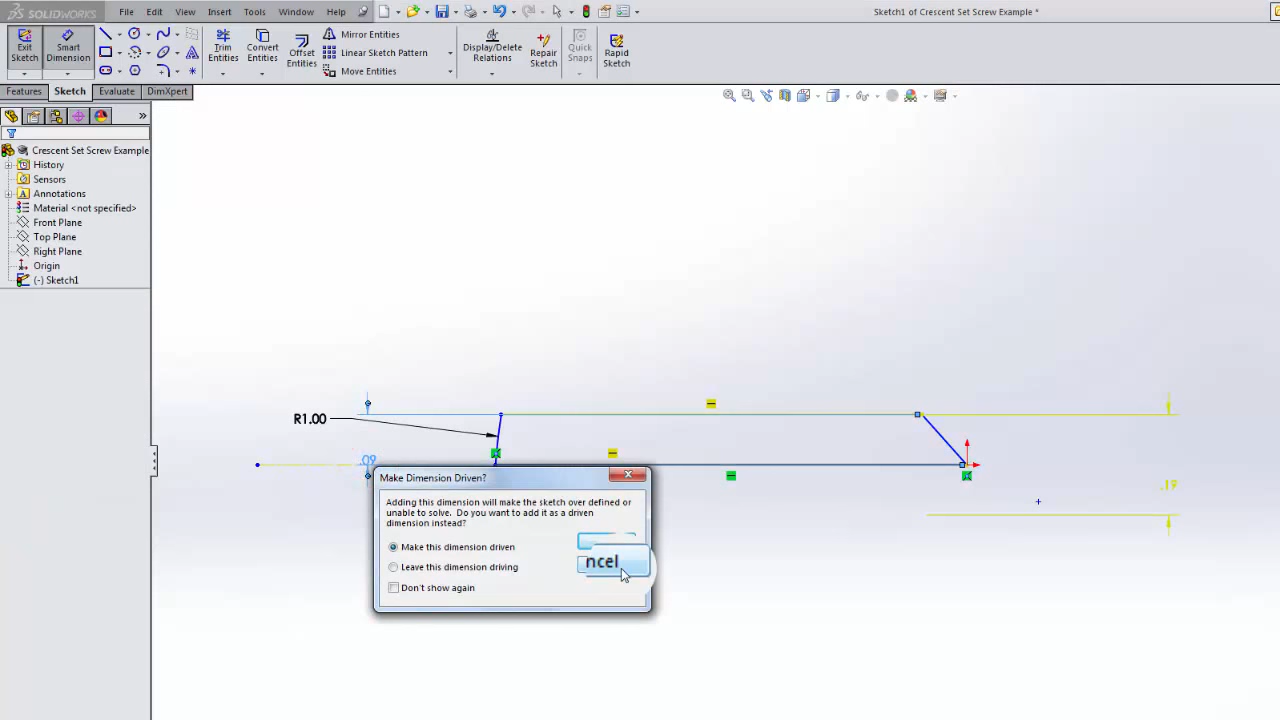 SOLIDWORKS File Edit View Insert Tools Window Help Sketch1 of Crescent Set Screw Example *
Exit Sketch
Smart Dimension
Trim Entities
Convert Entities
Offset Entities
Mirror Entities
Linear Sketch Pattern
Move Entities
Display/Delete Relations
Repair Sketch
Quick Snaps
Rapid Sketch
Features Sketch Evaluate DimXpert
Crescent Set Screw Example
History
Sensors
Annotations
Material <not specified>
Front Plane
Top Plane
Right Plane
Origin
(-) Sketch1
R1.00
.09
.19
Make Dimension Driven?
Adding this dimension will make the sketch over defined or
unable to solve. Do you want to add it as a driven
dimension instead?
Make this dimension driven
Leave this dimension driving
Don't show again
ncel